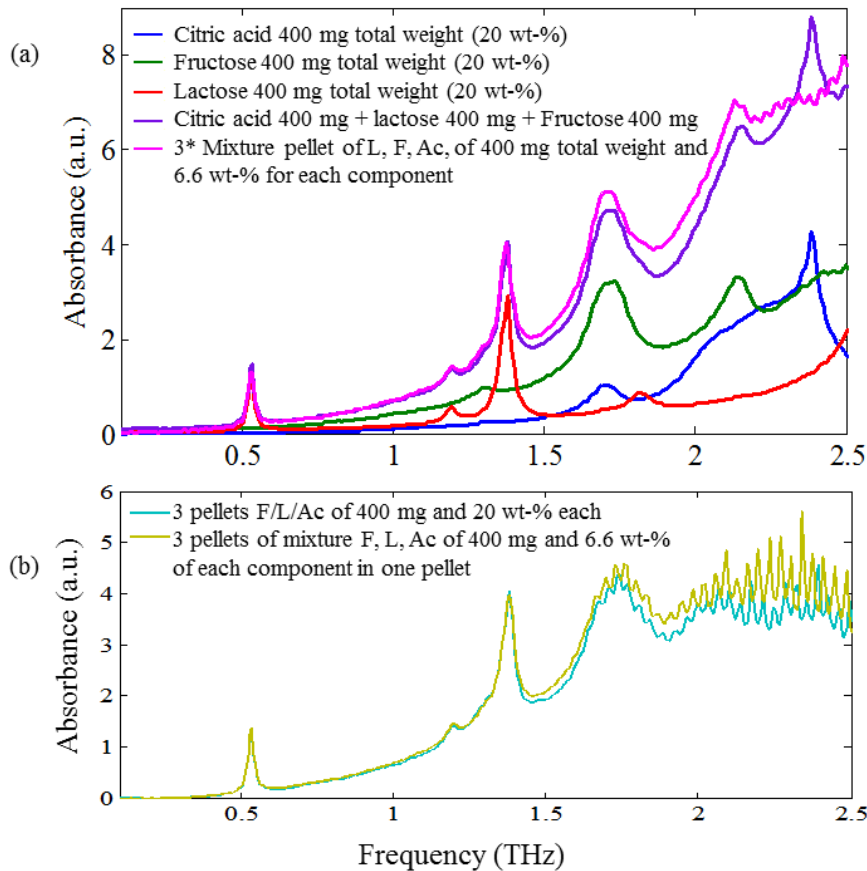 (a)
8
6
4
2
0
Absorbance (a.u.)
Citric acid 400 mg total weight (20 wt-%)
Fructose 400 mg total weight (20 wt-%)
Lactose 400 mg total weight (20 wt-%)
Citric acid 400 mg + lactose 400 mg + Fructose 400 mg
3* Mixture pellet of L, F, Ac, of 400 mg total weight and
6.6 wt-% for each component
0.5 1 1.5 2 2.5
(b)
6
5
4
3
2
1
0
Absorbance (a.u.)
3 pellets F/L/Ac of 400 mg and 20 wt-% each
3 pellets of mixture F, L, Ac of 400 mg and 6.6 wt-%
of each component in one pellet
0.5 1 1.5 2 2.5
Frequency (THz)